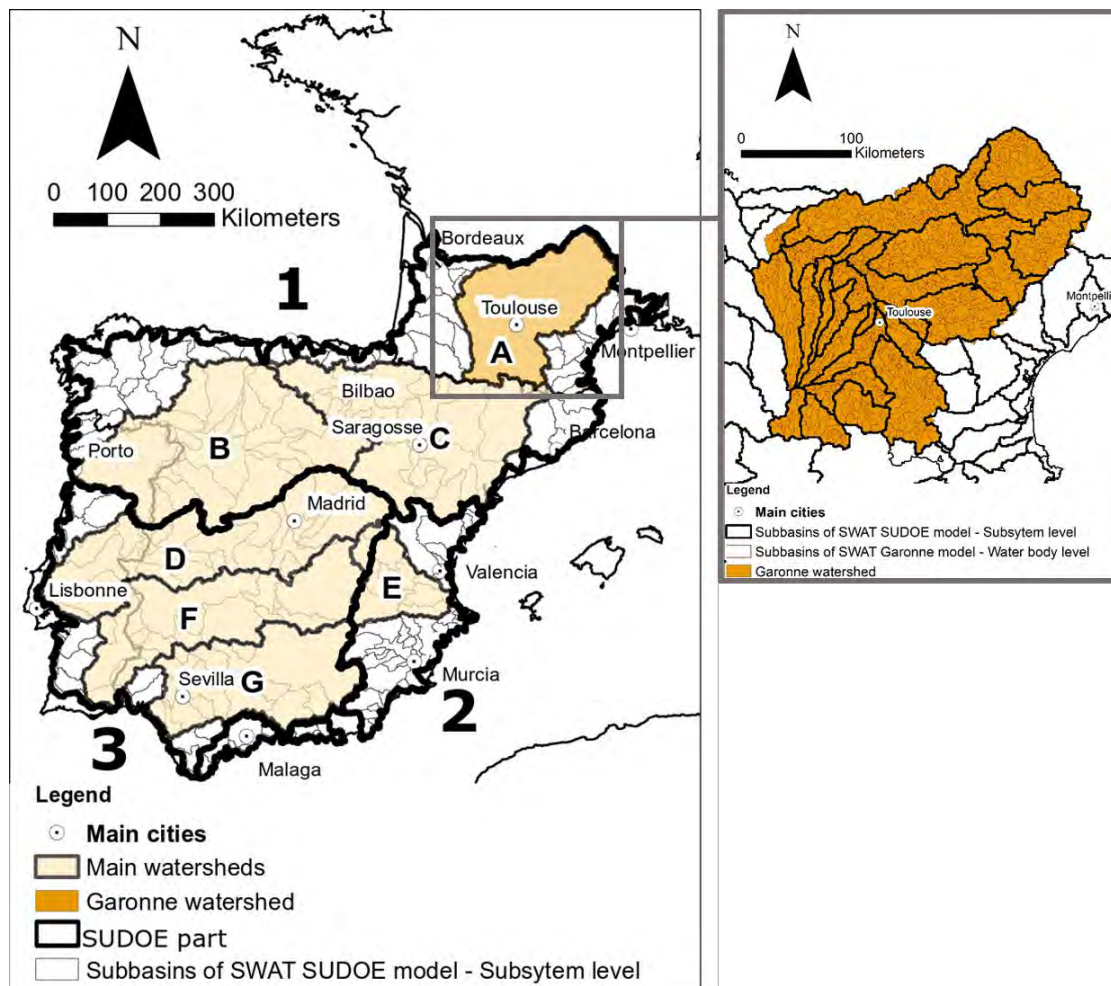 N
0 100 200 300
Kilometers
Bordeaux
1
Toulouse
A
Montpellier
Bilbao
Saragosse
C
Barcelona
Porto
B
Madrid
D
Valencia
E
Lisbonne
F
Murcia
Sevilla
G
2
3
Malaga
Legend
Main cities
Main watersheds
Garonne watershed
SUDOE part
Subbasins of SWAT SUDOE model - Subsytem level
N
0 100
Kilometers
Toulouse
Montpellie
Legend
Main cities
Subbasins of SWAT SUDOE model - Subsytem level
Subbasins of SWAT Garonne model - Water body level
Garonne watershed